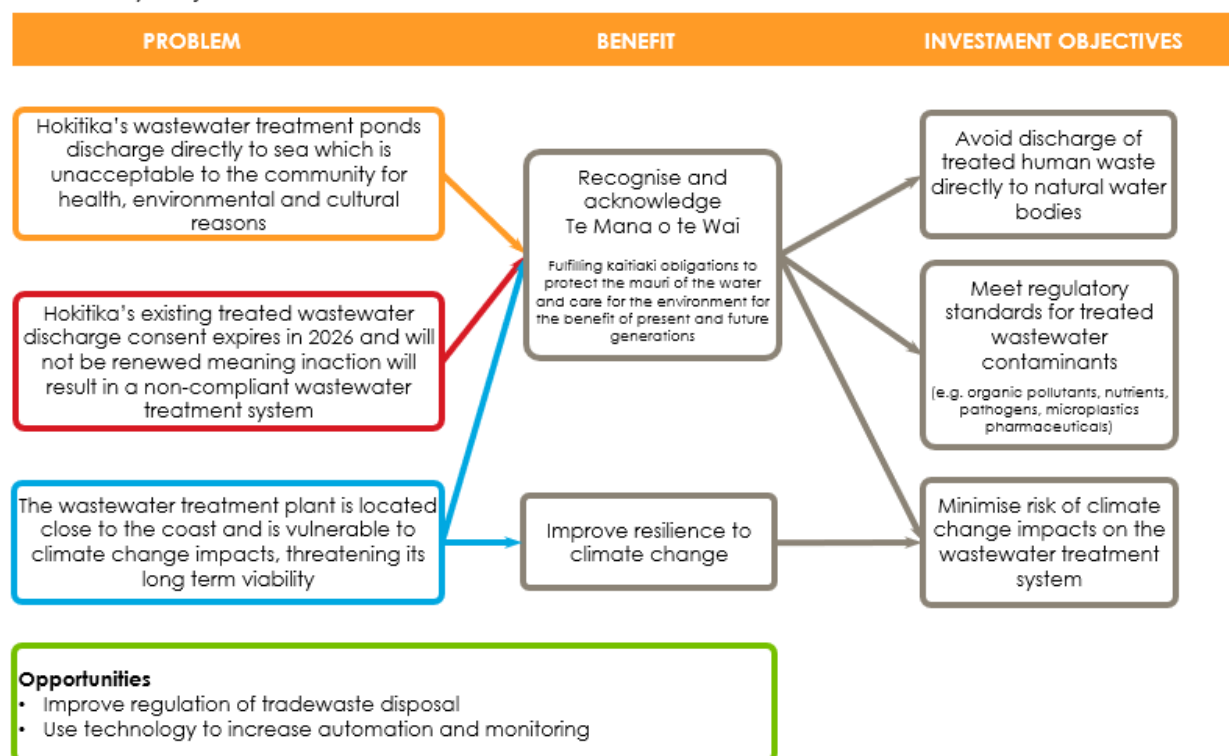 PROBLEM
BENEFIT
INVESTMENT OBJECTIVES
Hokitika's wastewater treatment ponds
discharge directly to sea which is
unacceptable to the community for
health, environmental and cultural
reasons
Hokitika's existing treated wastewater
discharge consent expires in 2026 and will
not be renewed meaning inaction will
result in a non-compliant wastewater
treatment system
The wastewater treatment plant is located
close to the coast and is vulnerable to
climate change impacts, threatening its
long term viability
Recognise and
acknowledge
Te Mana o te Wai
Fulfilling kaitiaki obligations to
protect the mauri of the water
and care for the environment for
the benefit of present and future
generations
Improve resilience to
climate change
Avoid discharge of
treated human waste
directly to natural water
bodies
Meet regulatory
standards for treated
wastewater
contaminants
(e.g. organic pollutants, nutrients,
pathogens, microplastics
pharmaceuticals)
Minimise risk of climate
change impacts on the
wastewater treatment
system
Opportunities
• Improve regulation of tradewaste disposal
• Use technology to increase automation and monitoring